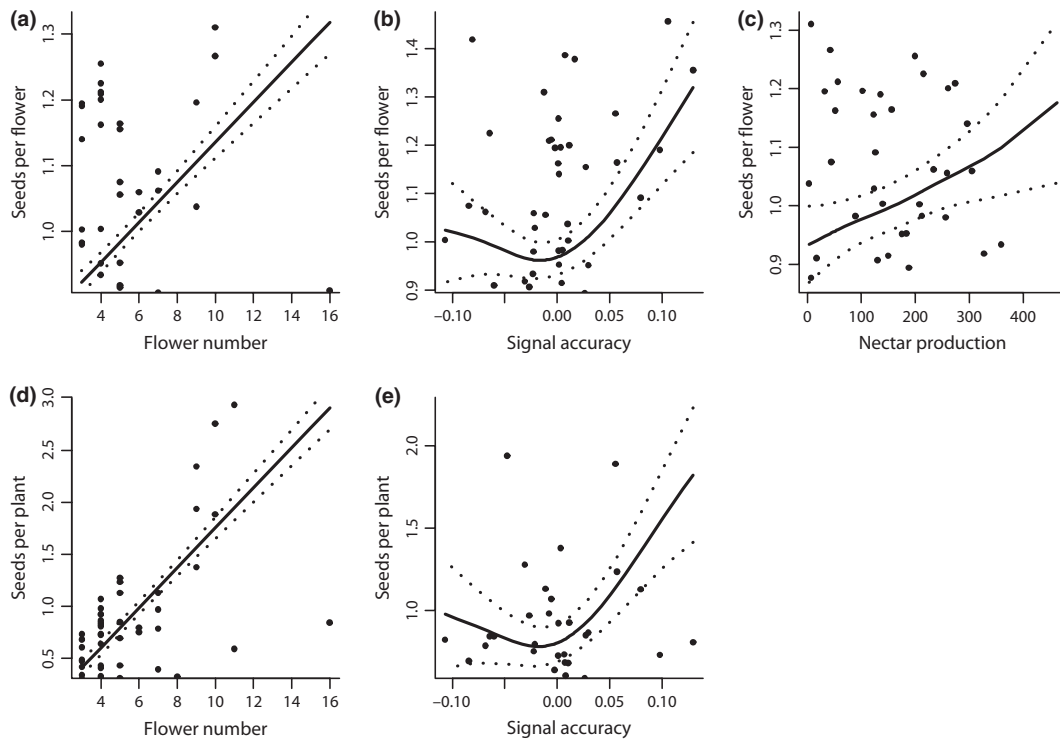 (a)
Seeds per flower
1.0 1.1 1.2 1.3
4 6 8 10 12 14 16
Flower number
(b)
Seeds per flower
0.9 1.0 1.1 1.2 1.3 1.4
−0.10 0.00 0.05 0.10
Signal accuracy
(c)
Seeds per flower
0.9 1.0 1.1 1.2 1.3
0 100 200 300 400
Nectar production
(d)
Seeds per plant
0.5 1.0 1.5 2.0 2.5 3.0
4 6 8 10 12 14 16
Flower number
(e)
Seeds per plant
1.0 1.5 2.0
−0.10 0.00 0.05 0.10
Signal accuracy